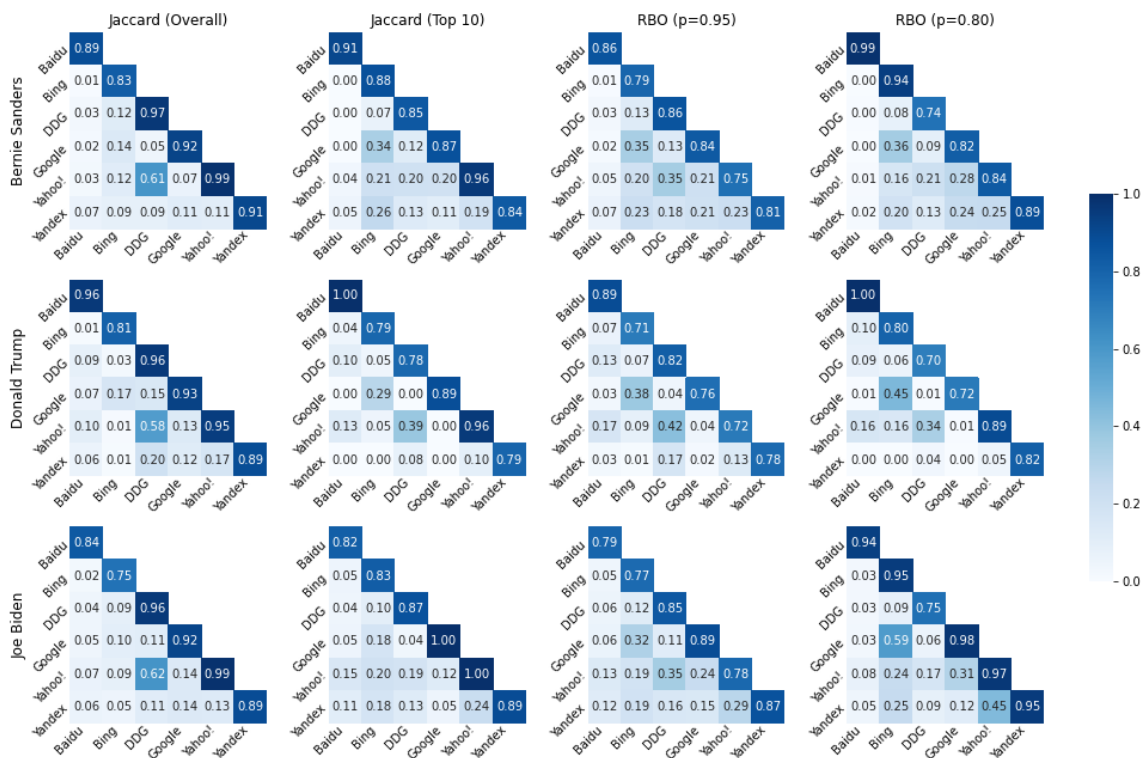 Jaccard (Overall) Jaccard (Top 10) RBO (p=0.95) RBO (p=0.80)
Bernie Sanders
Baidu 0.89 Baidu 0.91 Baidu 0.86 Baidu 0.99
Bing 0.01 0.83 Bing 0.00 0.88 Bing 0.01 0.79 Bing 0.00 0.94
DDG 0.03 0.12 0.97 DDG 0.00 0.07 0.85 DDG 0.03 0.13 0.86 DDG 0.00 0.08 0.74
Google 0.02 0.14 0.05 0.92 Google 0.00 0.34 0.12 0.87 Google 0.02 0.35 0.13 0.84 Google 0.00 0.36 0.09 0.82
Yahoo! 0.03 0.12 0.61 0.07 0.99 Yahoo! 0.04 0.21 0.20 0.20 0.96 Yahoo! 0.05 0.20 0.35 0.21 0.75 Yahoo! 0.01 0.16 0.21 0.28 0.84
Yandex 0.07 0.09 0.09 0.11 0.11 0.91 Yandex 0.05 0.26 0.13 0.11 0.19 0.84 Yandex 0.07 0.23 0.18 0.21 0.23 0.81 Yandex 0.02 0.20 0.13 0.24 0.25 0.89
Baidu Bing DDG Google Yahoo! Yandex Baidu Bing DDG Google Yahoo! Yandex Baidu Bing DDG Google Yahoo! Yandex Baidu Bing DDG Google Yahoo! Yandex
Donald Trump
Baidu 0.96 Baidu 1.00 Baidu 0.89 Baidu 1.00
Bing 0.01 0.81 Bing 0.04 0.79 Bing 0.07 0.71 Bing 0.10 0.80
DDG 0.09 0.03 0.96 DDG 0.10 0.05 0.78 DDG 0.13 0.07 0.82 DDG 0.09 0.06 0.70
Google 0.07 0.17 0.15 0.93 Google 0.00 0.29 0.00 0.89 Google 0.03 0.38 0.04 0.76 Google 0.01 0.45 0.01 0.72
Yahoo! 0.10 0.01 0.58 0.13 0.95 Yahoo! 0.13 0.05 0.39 0.00 0.96 Yahoo! 0.17 0.09 0.42 0.04 0.72 Yahoo! 0.16 0.16 0.34 0.01 0.89
Yandex 0.06 0.01 0.20 0.12 0.17 0.89 Yandex 0.00 0.00 0.08 0.00 0.10 0.79 Yandex 0.03 0.01 0.17 0.02 0.13 0.78 Yandex 0.00 0.00 0.04 0.00 0.05 0.82
Baidu Bing DDG Google Yahoo! Yandex Baidu Bing DDG Google Yahoo! Yandex Baidu Bing DDG Google Yahoo! Yandex Baidu Bing DDG Google Yahoo! Yandex
Joe Biden
Baidu 0.84 Baidu 0.82 Baidu 0.79 Baidu 0.94
Bing 0.02 0.75 Bing 0.05 0.83 Bing 0.05 0.77 Bing 0.03 0.95
DDG 0.04 0.09 0.96 DDG 0.04 0.10 0.87 DDG 0.06 0.12 0.85 DDG 0.03 0.09 0.75
Google 0.05 0.10 0.11 0.92 Google 0.05 0.18 0.04 1.00 Google 0.06 0.32 0.11 0.89 Google 0.03 0.59 0.06 0.98
Yahoo! 0.07 0.09 0.62 0.14 0.99 Yahoo! 0.15 0.20 0.19 0.12 1.00 Yahoo! 0.13 0.19 0.35 0.24 0.78 Yahoo! 0.08 0.24 0.17 0.31 0.97
Yandex 0.06 0.05 0.11 0.14 0.13 0.89 Yandex 0.11 0.18 0.13 0.05 0.24 0.89 Yandex 0.12 0.19 0.16 0.15 0.29 0.87 Yandex 0.05 0.25 0.09 0.12 0.45 0.95
Baidu Bing DDG Google Yahoo! Yandex Baidu Bing DDG Google Yahoo! Yandex Baidu Bing DDG Google Yahoo! Yandex Baidu Bing DDG Google Yahoo! Yandex
1.0
0.8
0.6
0.4
0.2
0.0